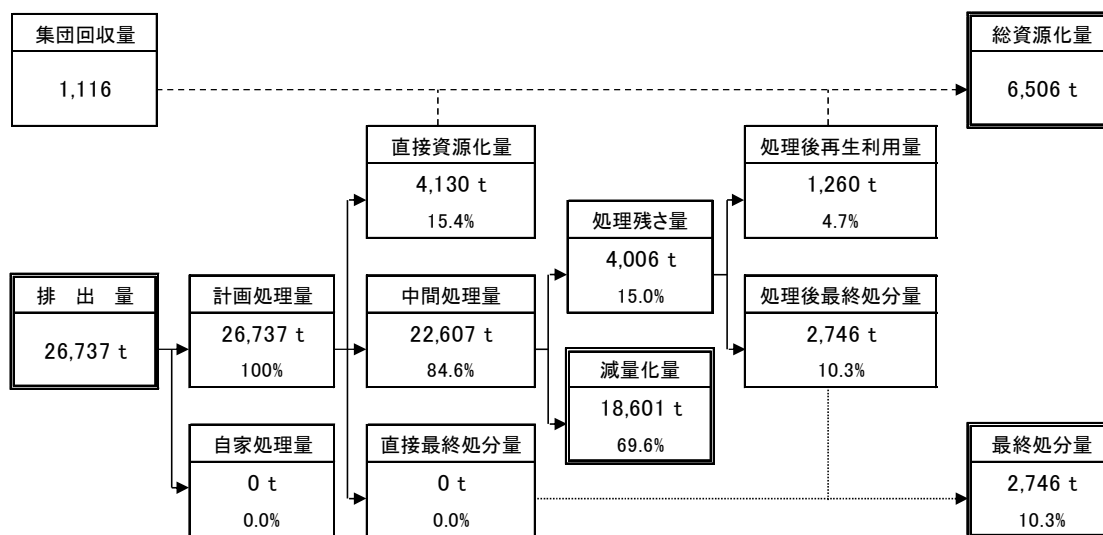 集団回収量
1,116
総資源化量
6,506 t
直接資源化量
4,130 t
15.4%
処理後再生利用量
1,260 t
4.7%
処理残さ量
4,006 t
15.0%
排 出 量
26,737 t
計画処理量
26,737 t
100%
中間処理量
22,607 t
84.6%
処理後最終処分量
2,746 t
10.3%
減量化量
18,601 t
69.6%
自家処理量
0 t
0.0%
直接最終処分量
0 t
0.0%
最終処分量
2,746 t
10.3%